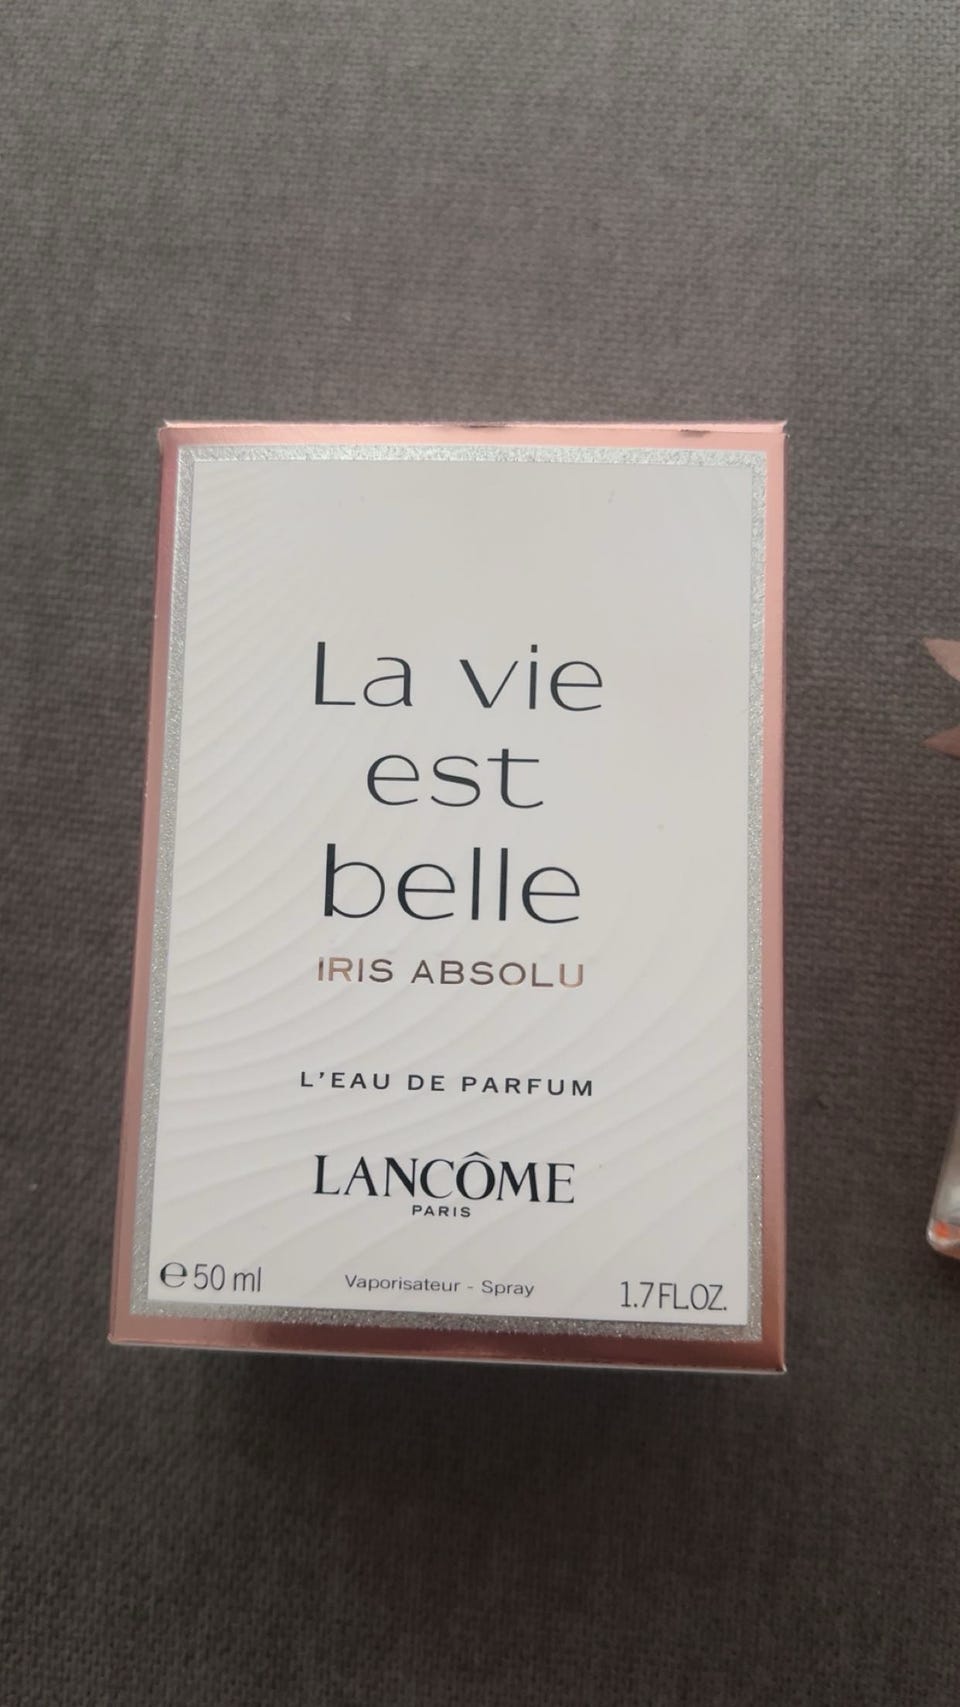 La vie
est
belle
IRIS ABSOLU
L'EAU DE PARFUM
LANCÔME
PARIS
℮50 ml
Vaporisateur - Spray
1.7FL.OZ.